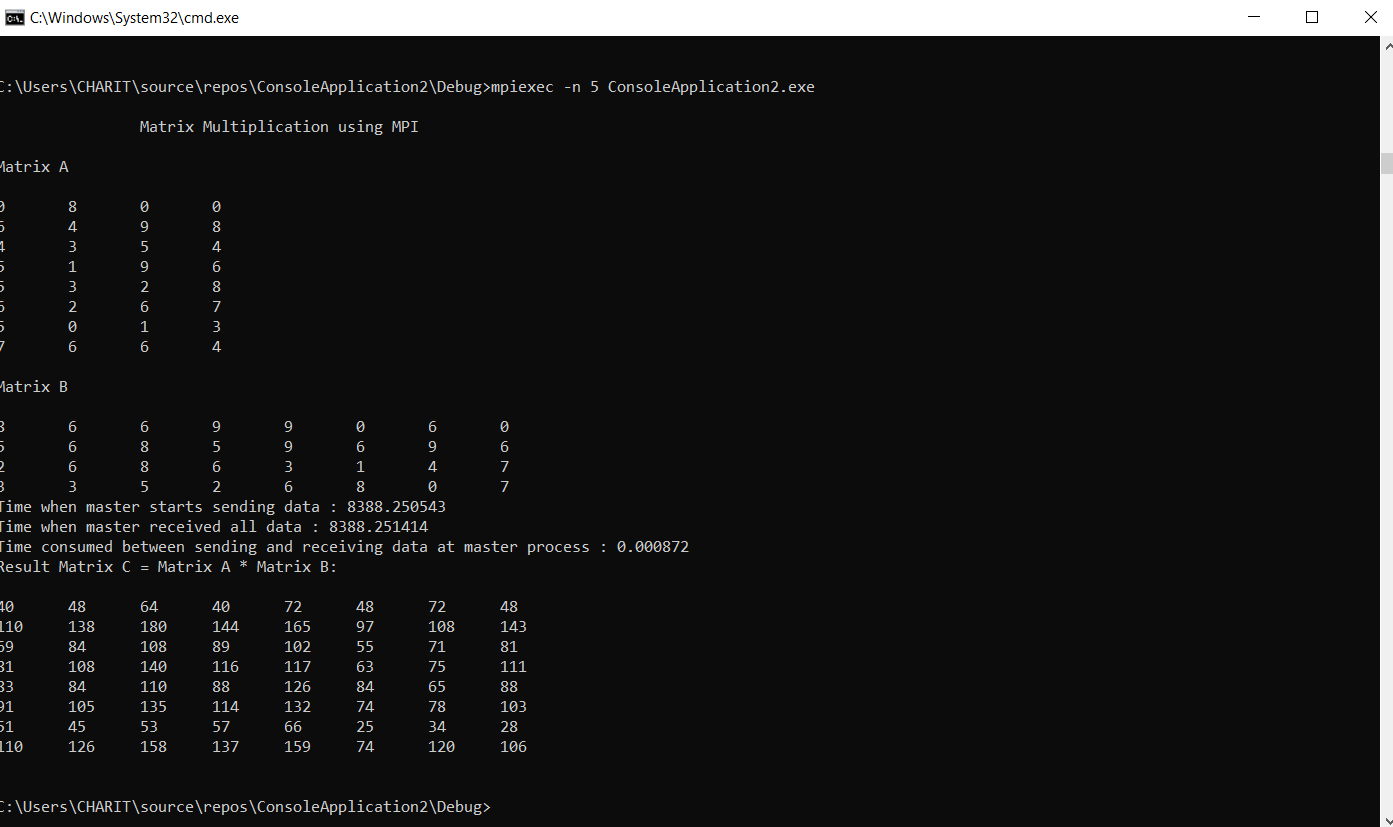 C:\Windows\System32\cmd.exe
C:\Users\CHARIT\source\repos\ConsoleApplication2\Debug>mpiexec -n 5 ConsoleApplication2.exe
Matrix Multiplication using MPI
Matrix A
0 8 0 0
6 4 9 8
4 3 5 4
5 1 9 6
5 3 2 8
6 2 6 7
5 0 1 3
7 6 6 4
Matrix B
8 6 6 9 9 0 6 0
5 6 8 5 9 6 9 6
2 6 8 6 3 1 4 7
3 3 5 2 6 8 0 7
Time when master starts sending data : 8388.250543
Time when master received all data : 8388.251414
Time consumed between sending and receiving data at master process : 0.000872
Result Matrix C = Matrix A * Matrix B:
40 48 64 40 72 48 72 48
110 138 180 144 165 97 108 143
69 84 108 89 102 55 71 81
81 108 140 116 117 63 75 111
83 84 110 88 126 84 65 88
91 105 135 114 132 74 78 103
51 45 53 57 66 25 34 28
110 126 158 137 159 74 120 106
C:\Users\CHARIT\source\repos\ConsoleApplication2\Debug>